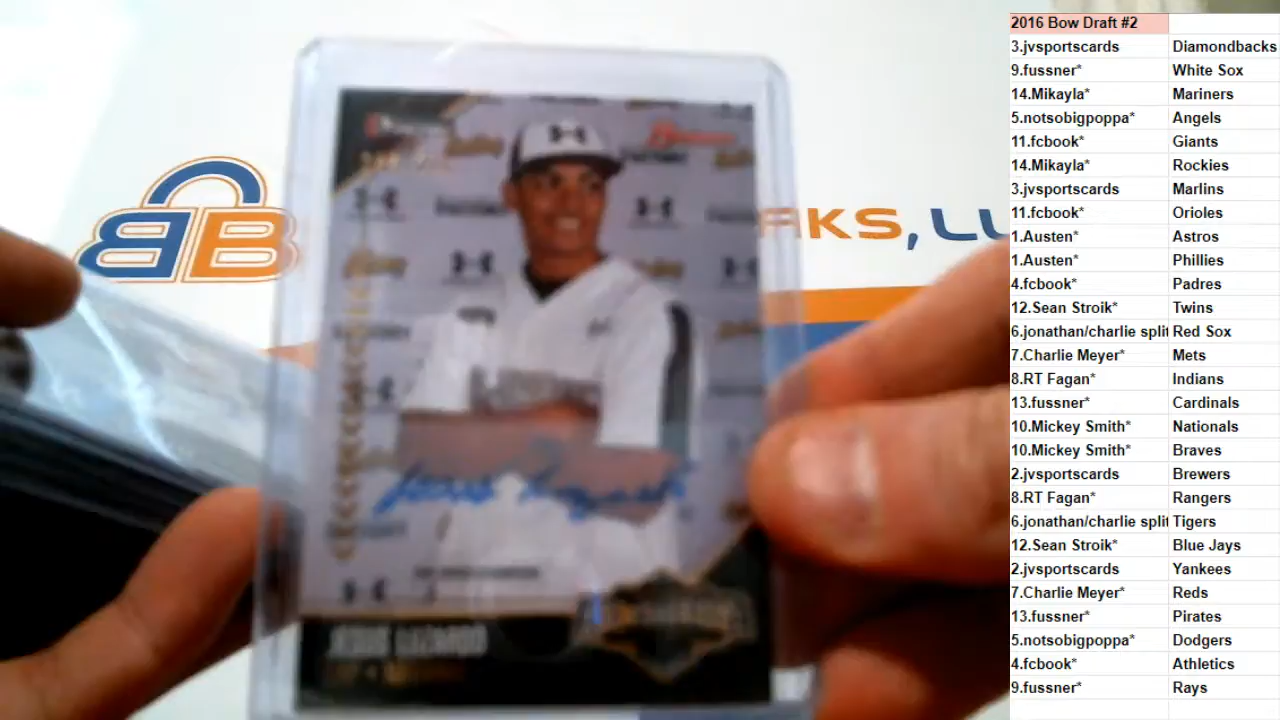 2016 Bow Draft #2
3.jvsportscards Diamondbacks
9.fussner* White Sox
14.Mikayla* Mariners
5.notsobigpoppa* Angels
11.fcbook* Giants
14.Mikayla* Rockies
3.jvsportscards Marlins
11.fcbook* Orioles
1.Austen* Astros
1.Austen* Phillies
4.fcbook* Padres
12.Sean Stroik* Twins
6.jonathan/charlie split Red Sox
7.Charlie Meyer* Mets
8.RT Fagan* Indians
13.fussner* Cardinals
10.Mickey Smith* Nationals
10.Mickey Smith* Braves
2.jvsportscards Brewers
8.RT Fagan* Rangers
6.jonathan/charlie split Tigers
12.Sean Stroik* Blue Jays
2.jvsportscards Yankees
7.Charlie Meyer* Reds
13.fussner* Pirates
5.notsobigpoppa* Dodgers
4.fcbook* Athletics
9.fussner* Rays
BB
AKS, LL
JESUS LUZARDO